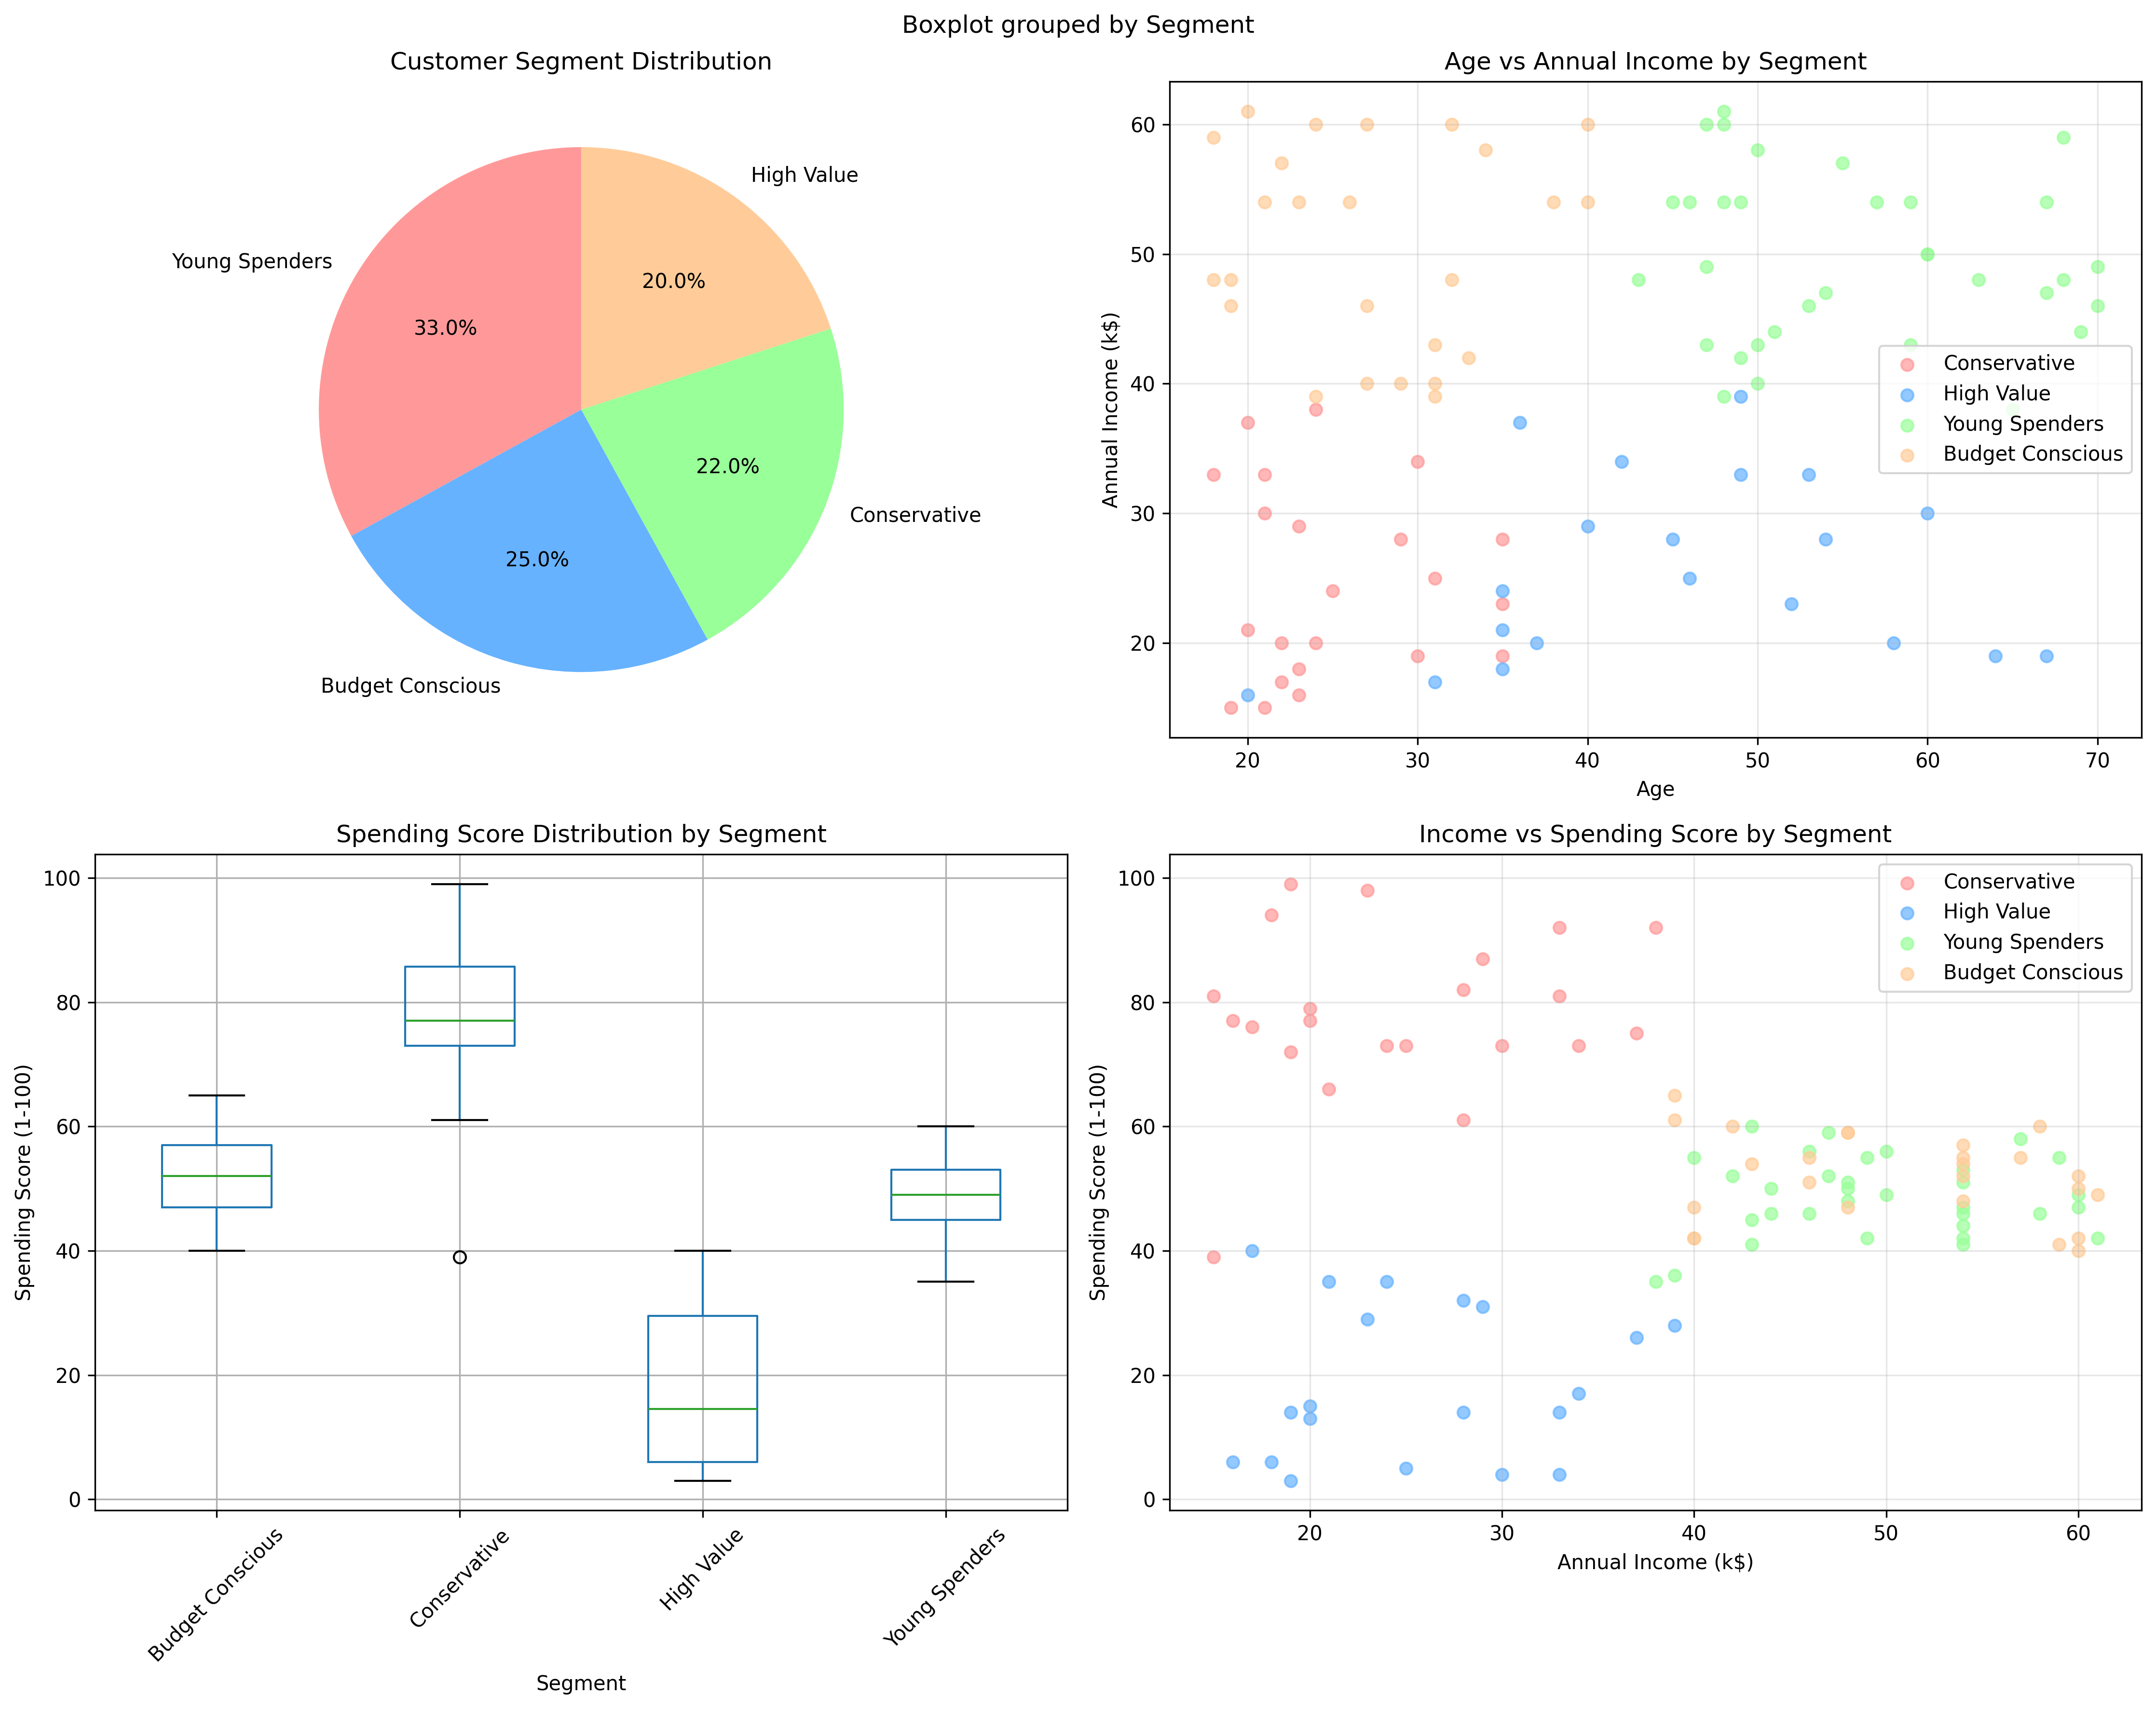 Boxplot grouped by Segment
Customer Segment Distribution
High Value
Young Spenders
20.0%
33.0%
22.0%
Conservative
25.0%
Budget Conscious
Age vs Annual Income by Segment
Annual Income (k$)
60
50
40
30
20
Conservative
High Value
Young Spenders
Budget Conscious
20 30 40 50 60 70
Age
Spending Score Distribution by Segment
Spending Score (1-100)
100
80
60
40
20
0
Budget Conscious
Conservative
High Value
Young Spenders
Segment
Income vs Spending Score by Segment
Spending Score (1-100)
100
80
60
40
20
0
Conservative
High Value
Young Spenders
Budget Conscious
20 30 40 50 60
Annual Income (k$)